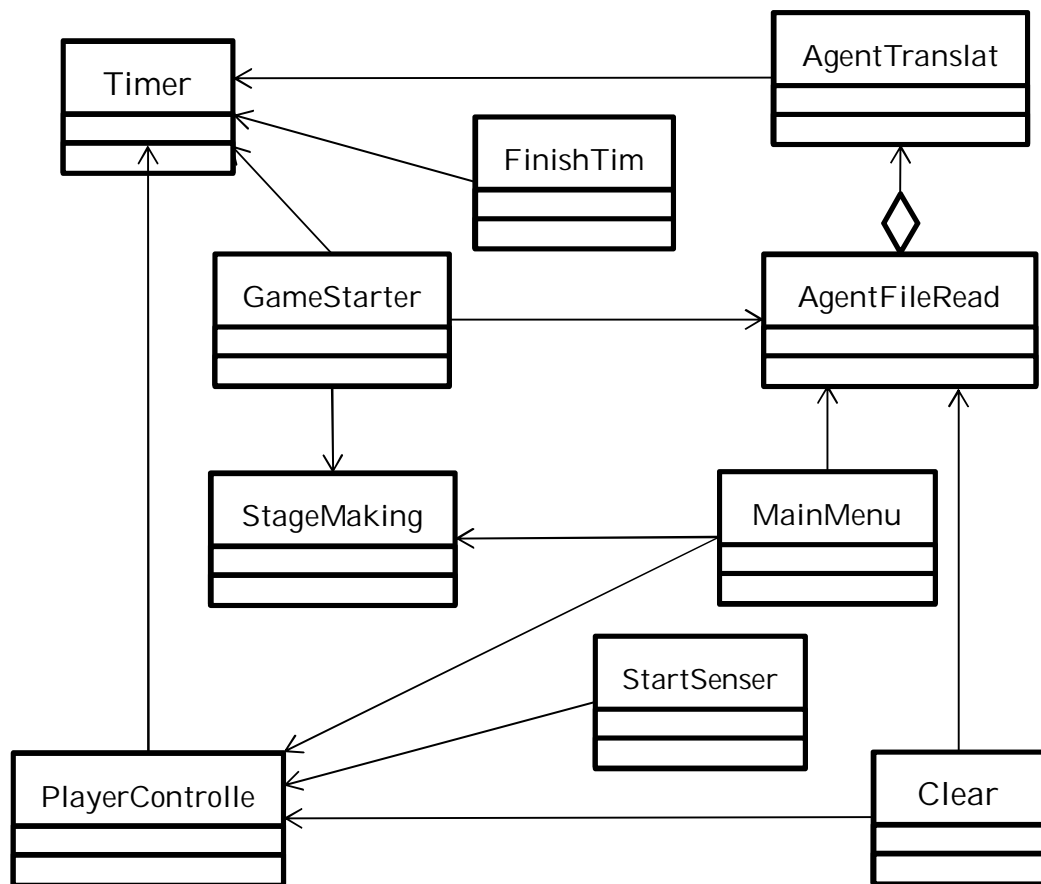 AgentTranslat
Timer
FinishTim
GameStarter
AgentFileRead
StageMaking
MainMenu
StartSenser
PlayerControlle
Clear